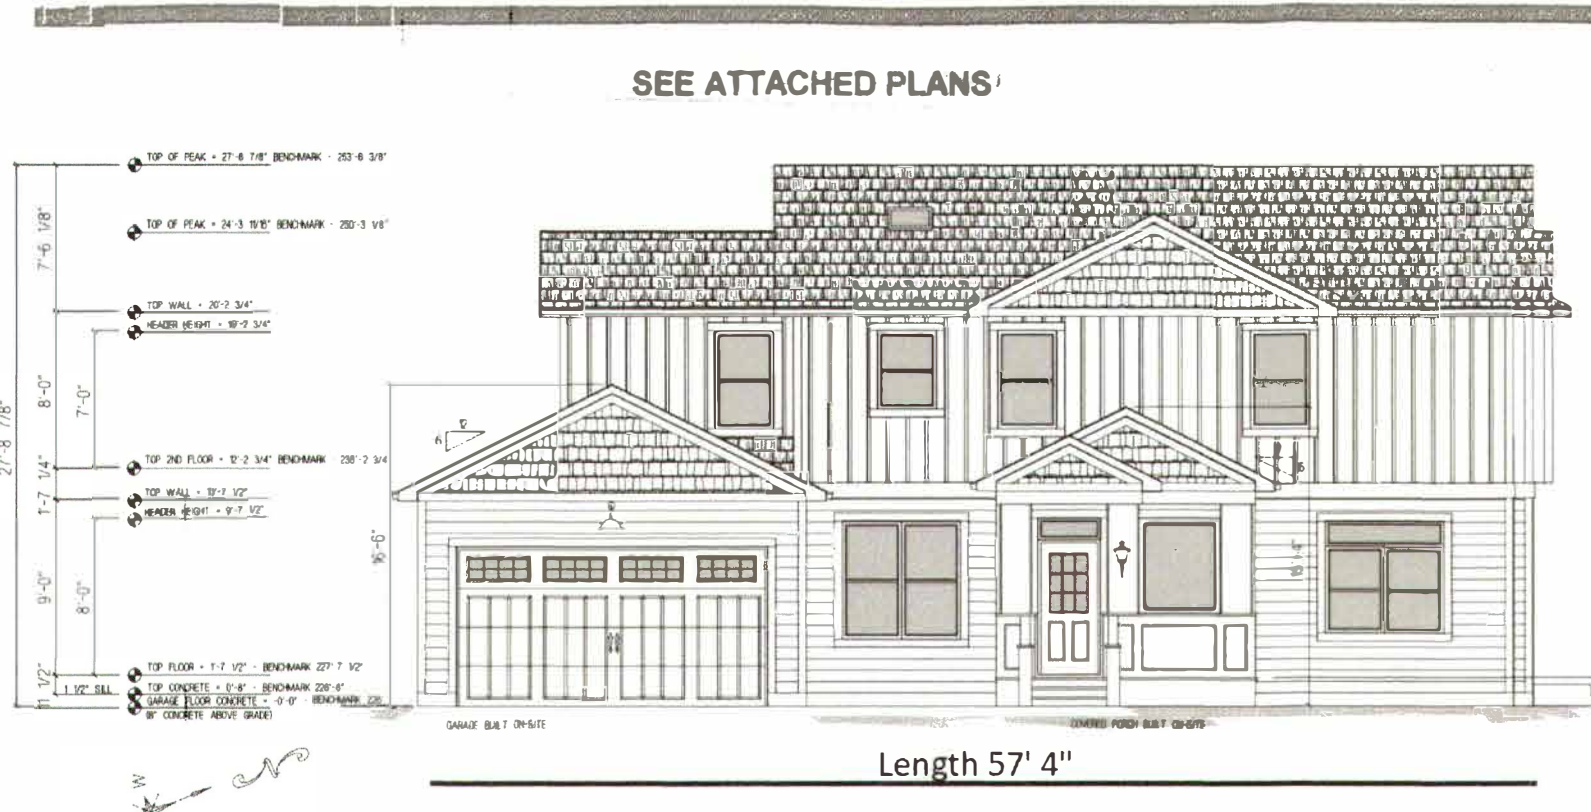 SEE ATTACHED PLANS
TOP OF PEAK = 27'-8 7/8" BENCHMARK - 253'-8 3/8"
TOP OF PEAK = 24'-3 11/16" BENCHMARK - 250'-3 1/8"
TOP WALL = 20'-2 3/4"
HEADER HEIGHT = 19'-2 3/4"
7'-6 1/8"
8'-0"
7'-0"
27'-8 7/8"
12
6
TOP 2ND FLOOR = 12'-2 3/4" BENCHMARK 238'-2 3/4
1'-7 1/4"
TOP WALL = 10'-7 1/2"
HEADER HEIGHT = 9'-7 1/2"
16'-6"
9'-0"
8'-0"
TOP FLOOR = 1'-7 1/2" - BENCHMARK 227'-7 1/2"
11 1/2"
1 1/2" SILL
TOP CONCRETE = 0'-8" - BENCHMARK 226'-8"
GARAGE FLOOR CONCRETE = -0'-0" - BENCHMARK 226'
(8" CONCRETE ABOVE GRADE)
GARAGE BUILT ON-SITE
COVERED PORCH BUILT ON-SITE
Length 57' 4"
W
N